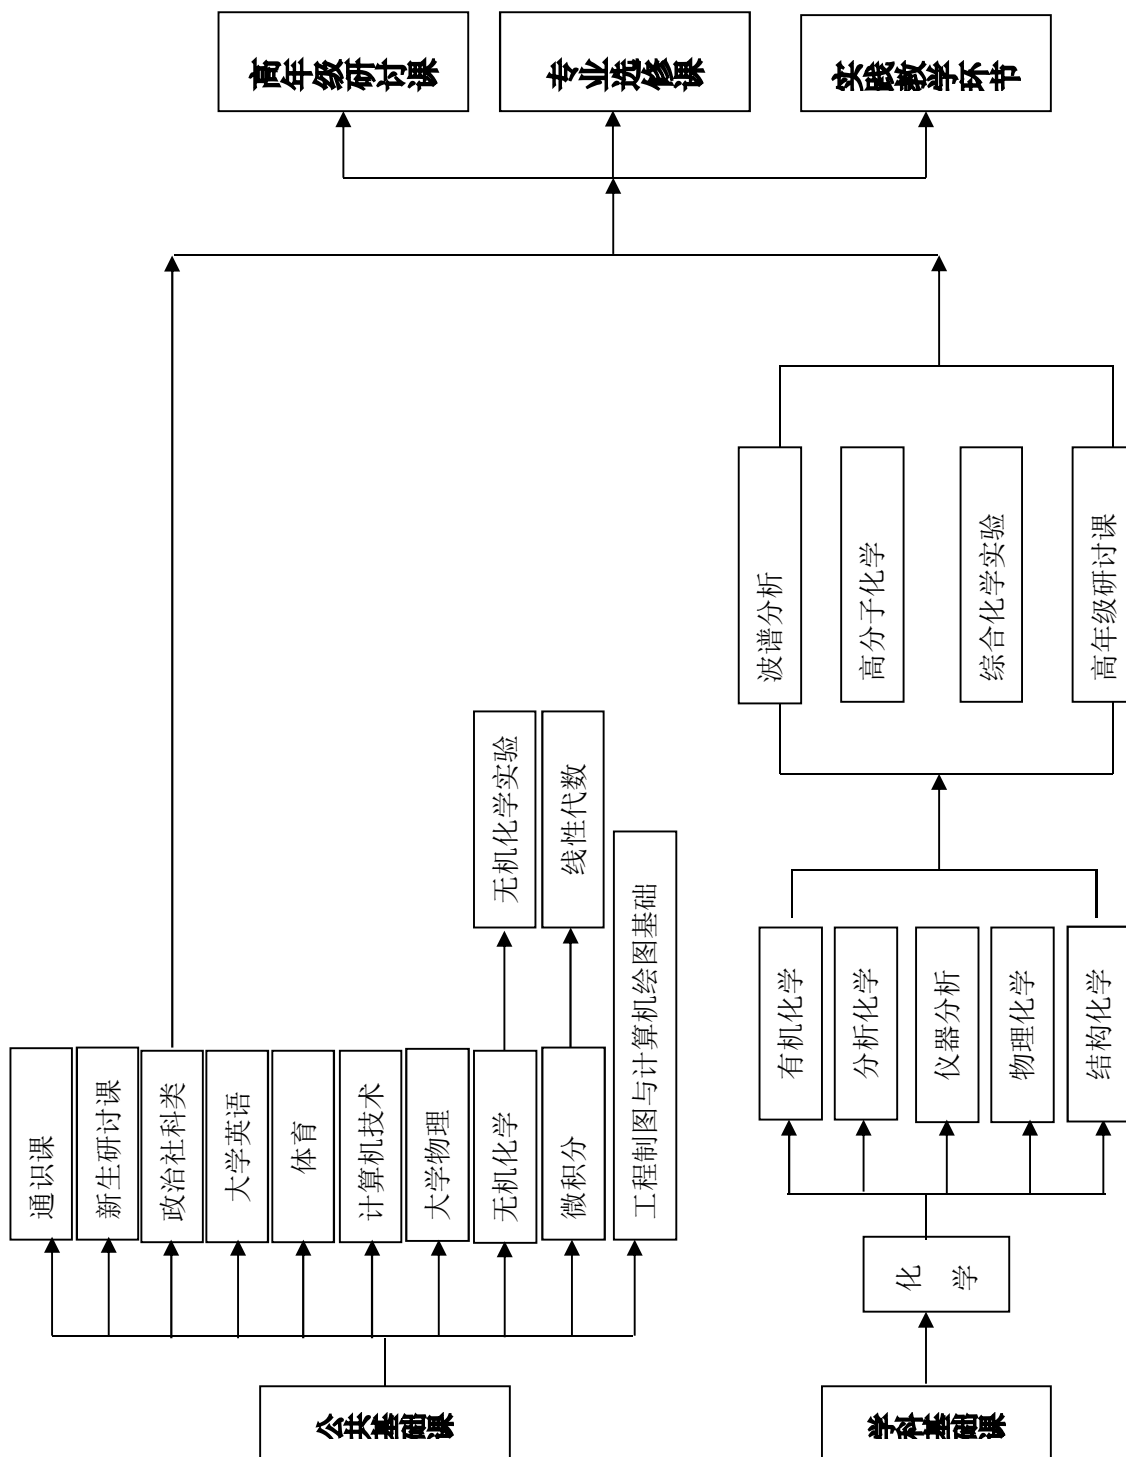 高年级研讨课
专业选修课
实践教学环节
波谱分析
高分子化学
综合化学实验
高年级研讨课
无机化学实验
线性代数
通识课
新生研讨课
政治社科类
大学英语
体育
计算机技术
大学物理
无机化学
微积分
工程制图与计算机绘图基础
有机化学
分析化学
仪器分析
物理化学
结构化学
化 学
公共基础课
学科基础课